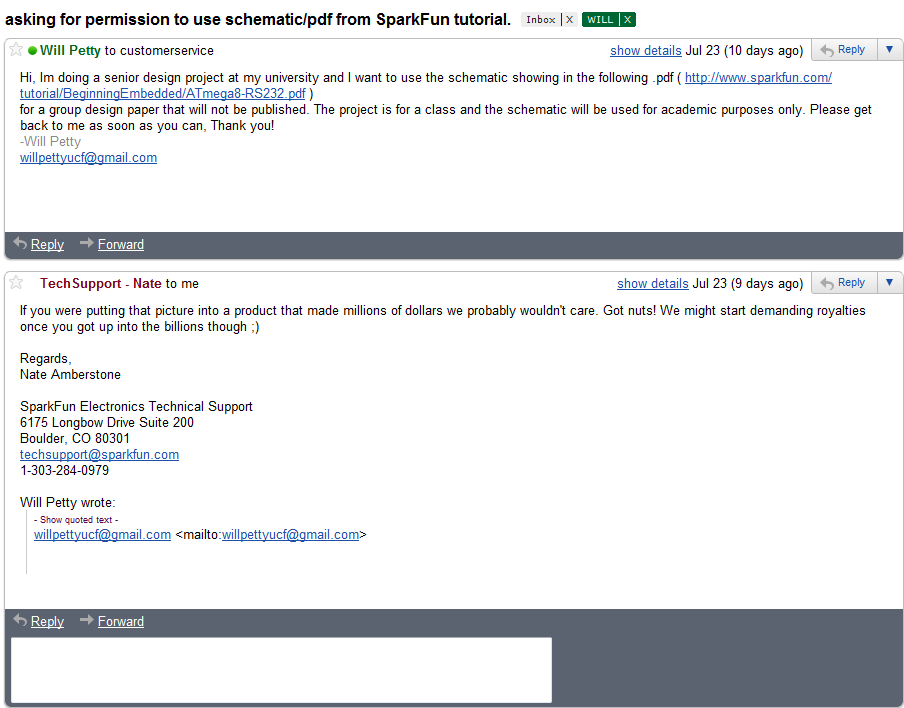 asking for permission to use schematic/pdf from SparkFun tutorial. Inbox | X WILL | X
Will Petty to customerservice show details Jul 23 (10 days ago) Reply
Hi, Im doing a senior design project at my university and I want to use the schematic showing in the following .pdf ( http://www.sparkfun.com/
tutorial/BeginningEmbedded/ATmega8-RS232.pdf )
for a group design paper that will not be published. The project is for a class and the schematic will be used for academic purposes only. Please get
back to me as soon as you can, Thank you!
-Will Petty
willpettyucf@gmail.com
Reply Forward
TechSupport - Nate to me show details Jul 23 (9 days ago) Reply
If you were putting that picture into a product that made millions of dollars we probably wouldn't care. Got nuts! We might start demanding royalties
once you got up into the billions though ;)
Regards,
Nate Amberstone
SparkFun Electronics Technical Support
6175 Longbow Drive Suite 200
Boulder, CO 80301
techsupport@sparkfun.com
1-303-284-0979
Will Petty wrote:
- Show quoted text -
willpettyucf@gmail.com <mailto:willpettyucf@gmail.com>
Reply Forward